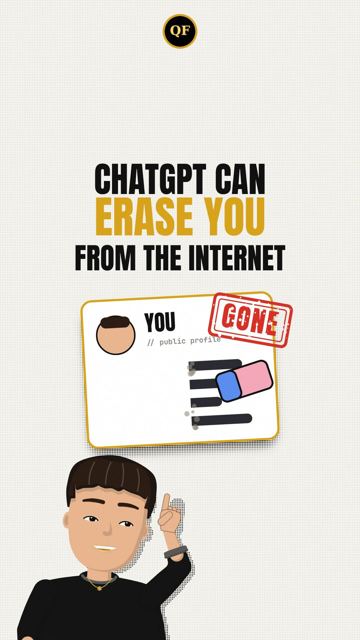 QF
CHATGPT CAN
ERASE YOU
FROM THE INTERNET
GONE
YOU
// public profile